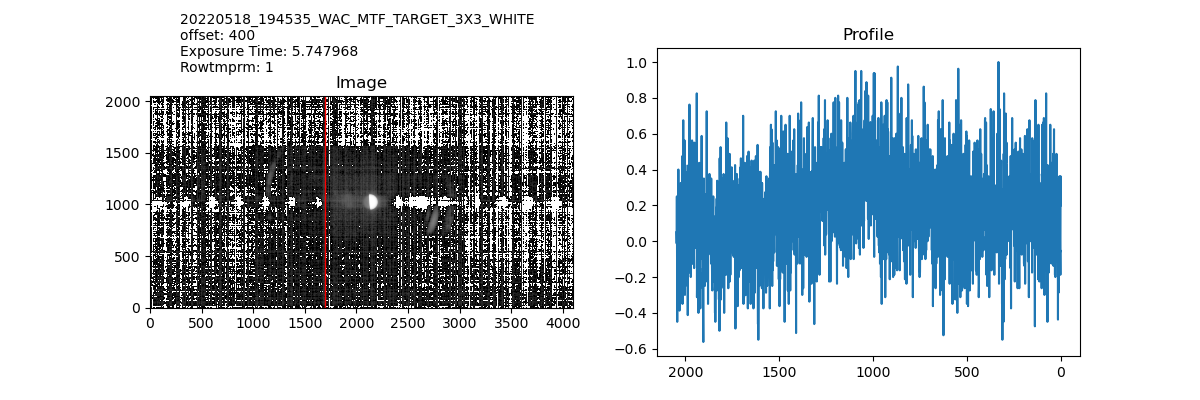 20220518_194535_WAC_MTF_TARGET_3X3_WHITE
offset: 400
Exposure Time: 5.747968
Rowtmprm: 1
Image
2000
1500
1000
500
0
0 500 1000 1500 2000 2500 3000 3500 4000
Profile
1.0
0.8
0.6
0.4
0.2
0.0
−0.2
−0.4
−0.6
2000 1500 1000 500 0